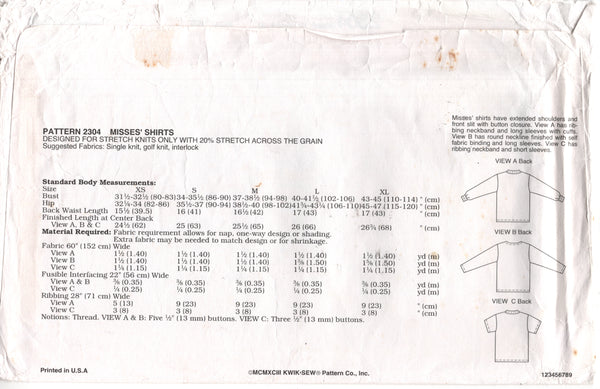 PATTERN 2304 MISSES' SHIRTS
DESIGNED FOR STRETCH KNITS ONLY WITH 20% STRETCH ACROSS THE GRAIN
Suggested Fabrics: Single knit, golf knit, interlock
Misses' shirts have extended shoulders and
front slit with button closure. View A has rib-
bing neckband and long sleeves with cuffs.
View B has round neckline finished with self
fabric binding and long sleeves. View C has
ribbing neckband and short sleeves.
VIEW A Back
VIEW B Back
VIEW C Back
Standard Body Measurements:
Size XS S M L XL
Bust 31½-32½ (80-83) 34-35½ (86-90) 37-38½ (94-98) 40-41½ (102-106) 43-45 (110-114) " (cm)
Hip 32¼-34 (82-86) 35½-37 (90-94) 38½-40 (98-102) 41¾-43¼ (106-110) 45-47 (115-120) " (cm)
Back Waist Length 15½ (39.5) 16 (41) 16½ (42) 17 (43) 17 (43) " (cm)
Finished Length at Center Back
View A, B & C 24½ (62) 25 (63) 25½ (65) 26 (66) 26¾ (68) " (cm)
Material Required: Fabric requirement allows for nap, one-way design or shading.
Extra fabric may be needed to match design or for shrinkage.
Fabric 60" (152 cm) Wide
View A 1½ (1.40) 1½ (1.40) 1½ (1.40) 1½ (1.40) 1½ (1.40) yd (m)
View B 1½ (1.40) 1½ (1.40) 1⅝ (1.50) 1⅝ (1.50) 1⅝ (1.50) yd (m)
View C 1¼ (1.15) 1¼ (1.15) 1¼ (1.15) 1¼ (1.15) 1¼ (1.15) yd (m)
Fusible Interfacing 22" (56 cm) Wide
View A & B ⅜ (0.35) ⅜ (0.35) ⅜ (0.35) ⅜ (0.35) ⅜ (0.35) yd (m)
View C ¼ (0.25) ¼ (0.25) ¼ (0.25) ¼ (0.25) ¼ (0.25) yd (m)
Ribbing 28" (71 cm) Wide
View A 5 (13) 9 (23) 9 (23) 9 (23) 9 (23) " (cm)
View C 3 (8) 3 (8) 3 (8) 3 (8) 3 (8) " (cm)
Notions: Thread. VIEW A & B: Five ½" (13 mm) buttons. VIEW C: Three ½" (13 mm) buttons.
Printed in U.S.A
©MCMXCIII KWIK•SEW® Pattern Co., Inc.
123456789